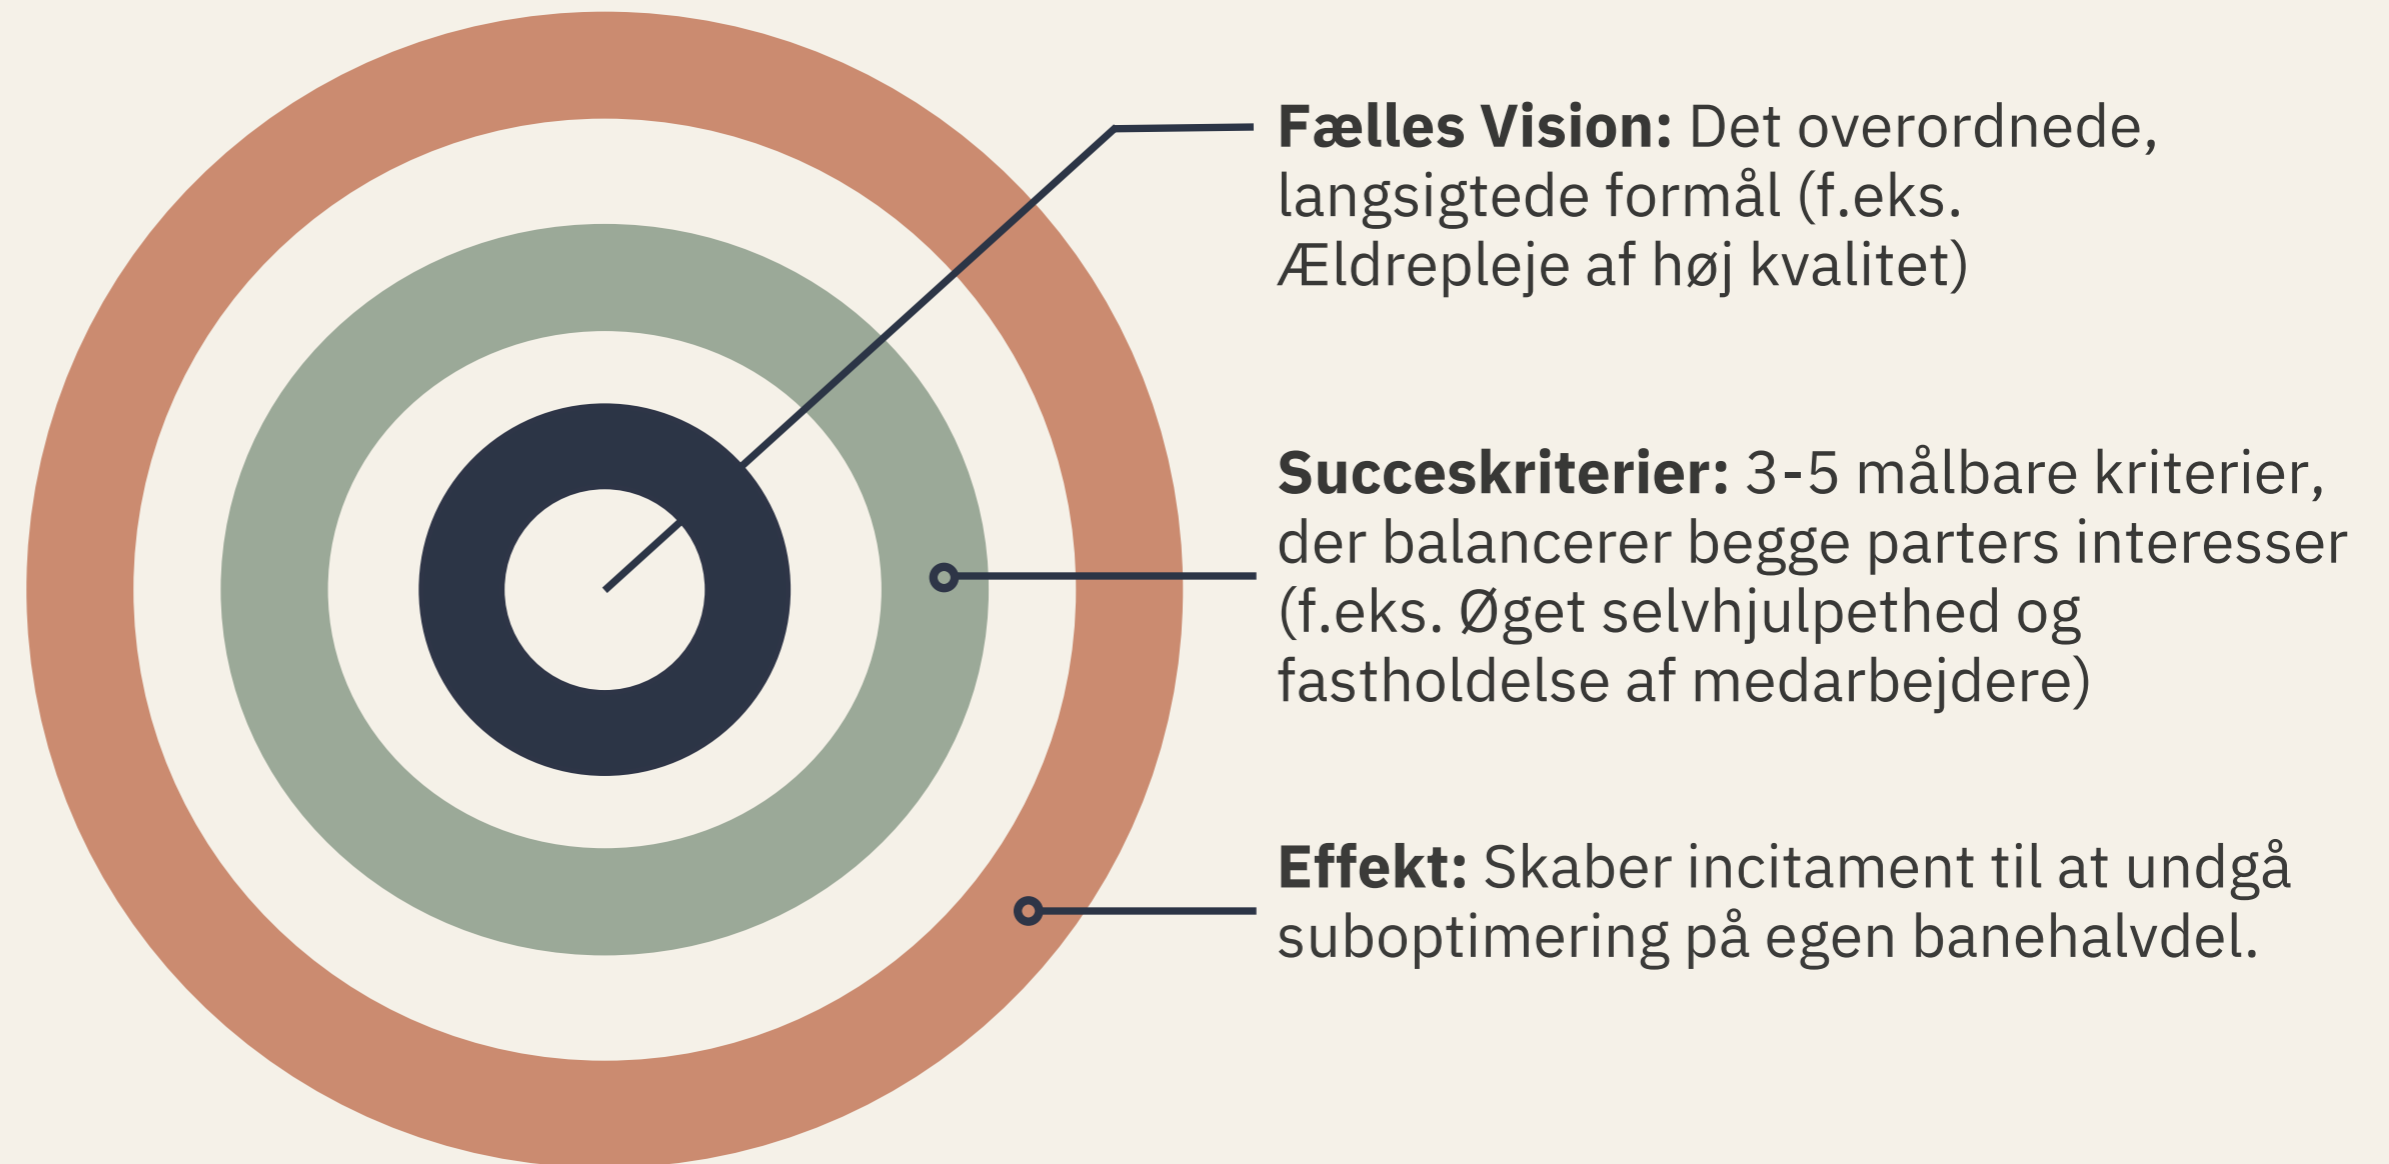 Fælles Vision: Det overordnede,
langsigtede formål (f.eks.
Ældrepleje af høj kvalitet)
Succeskriterier: 3-5 målbare kriterier,
der balancerer begge parters interesser
(f.eks. Øget selvhjulpethed og
fastholdelse af medarbejdere)
Effekt: Skaber incitament til at undgå
suboptimering på egen banehalvdel.